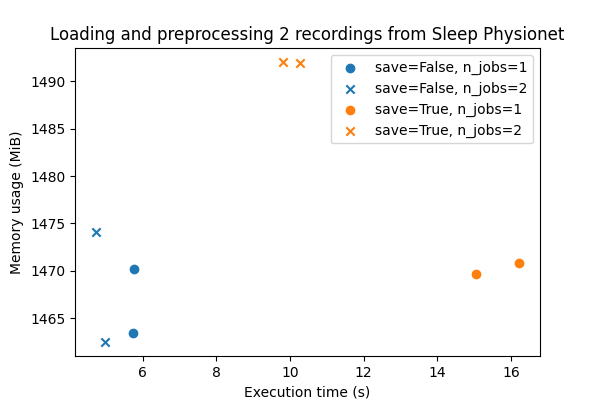 Loading and preprocessing 2 recordings from Sleep Physionet
save=False, n_jobs=1
save=False, n_jobs=2
save=True, n_jobs=1
save=True, n_jobs=2
Memory usage (MiB)
1490
1485
1480
1475
1470
1465
6 8 10 12 14 16
Execution time (s)